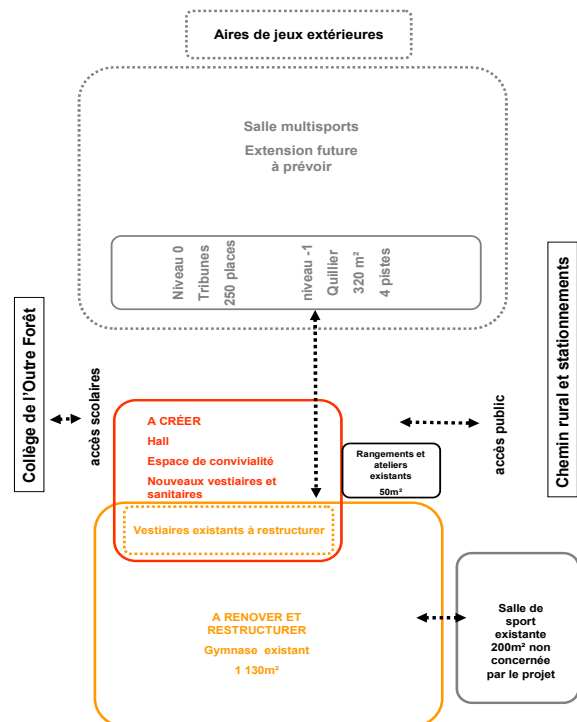 Aires de jeux extérieures
Salle multisports
Extension future
à prévoir
Niveau 0
Tribunes
250 places
niveau -1
Quillier
320 m²
4 pistes
Collège de l'Outre Forêt
accès scolaires
A CRÉER
Hall
Espace de convivialité
Nouveaux vestiaires et
sanitaires
Rangements et
ateliers
existants
50m²
accès public
Chemin rural et stationnements
Vestiaires existants à restructurer
A RENOVER ET
RESTRUCTURER
Gymnase existant
1 130m²
Salle de
sport
existante
200m² non
concernée
par le projet